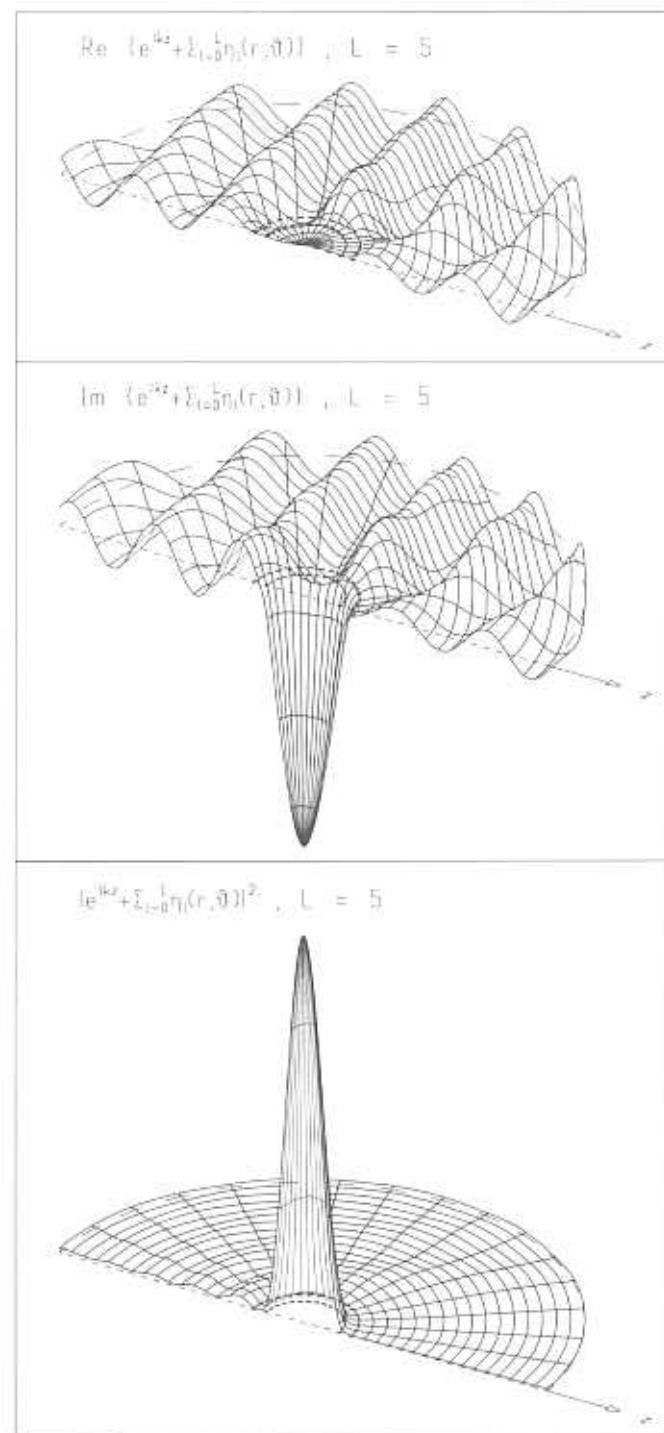 Re {e^{ikz}+Σ_{l=0}^{L}η_l(r,ϑ)} , L = 5
Im {e^{ikz}+Σ_{l=0}^{L}η_l(r,ϑ)} , L = 5
|e^{ikz}+Σ_{l=0}^{L}η_l(r,ϑ)|², L = 5